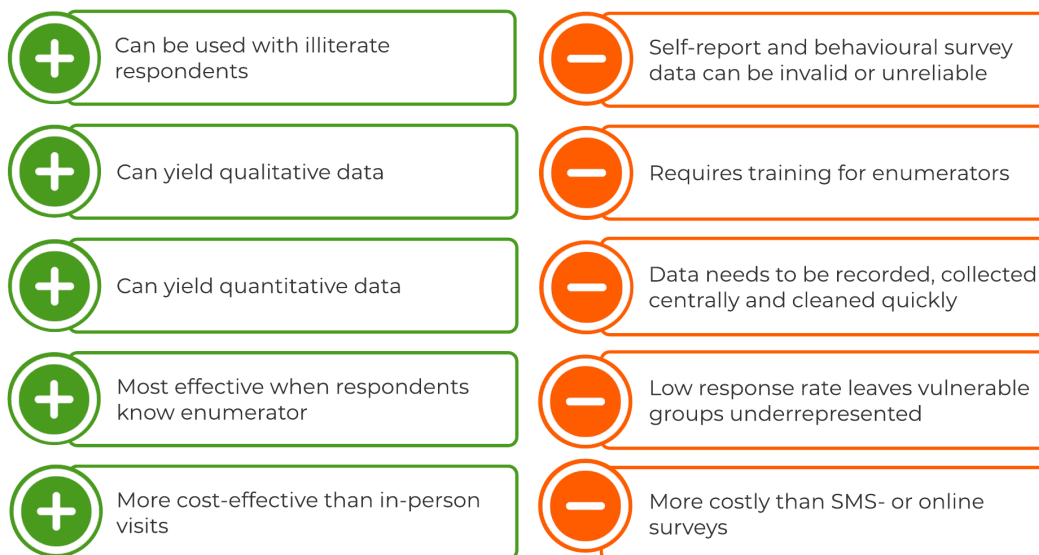 Can be used with illiterate
respondents
Can yield qualitative data
Can yield quantitative data
Most effective when respondents
know enumerator
More cost-effective than in-person
visits
Self-report and behavioural survey
data can be invalid or unreliable
Requires training for enumerators
Data needs to be recorded, collected
centrally and cleaned quickly
Low response rate leaves vulnerable
groups underrepresented
More costly than SMS- or online
surveys